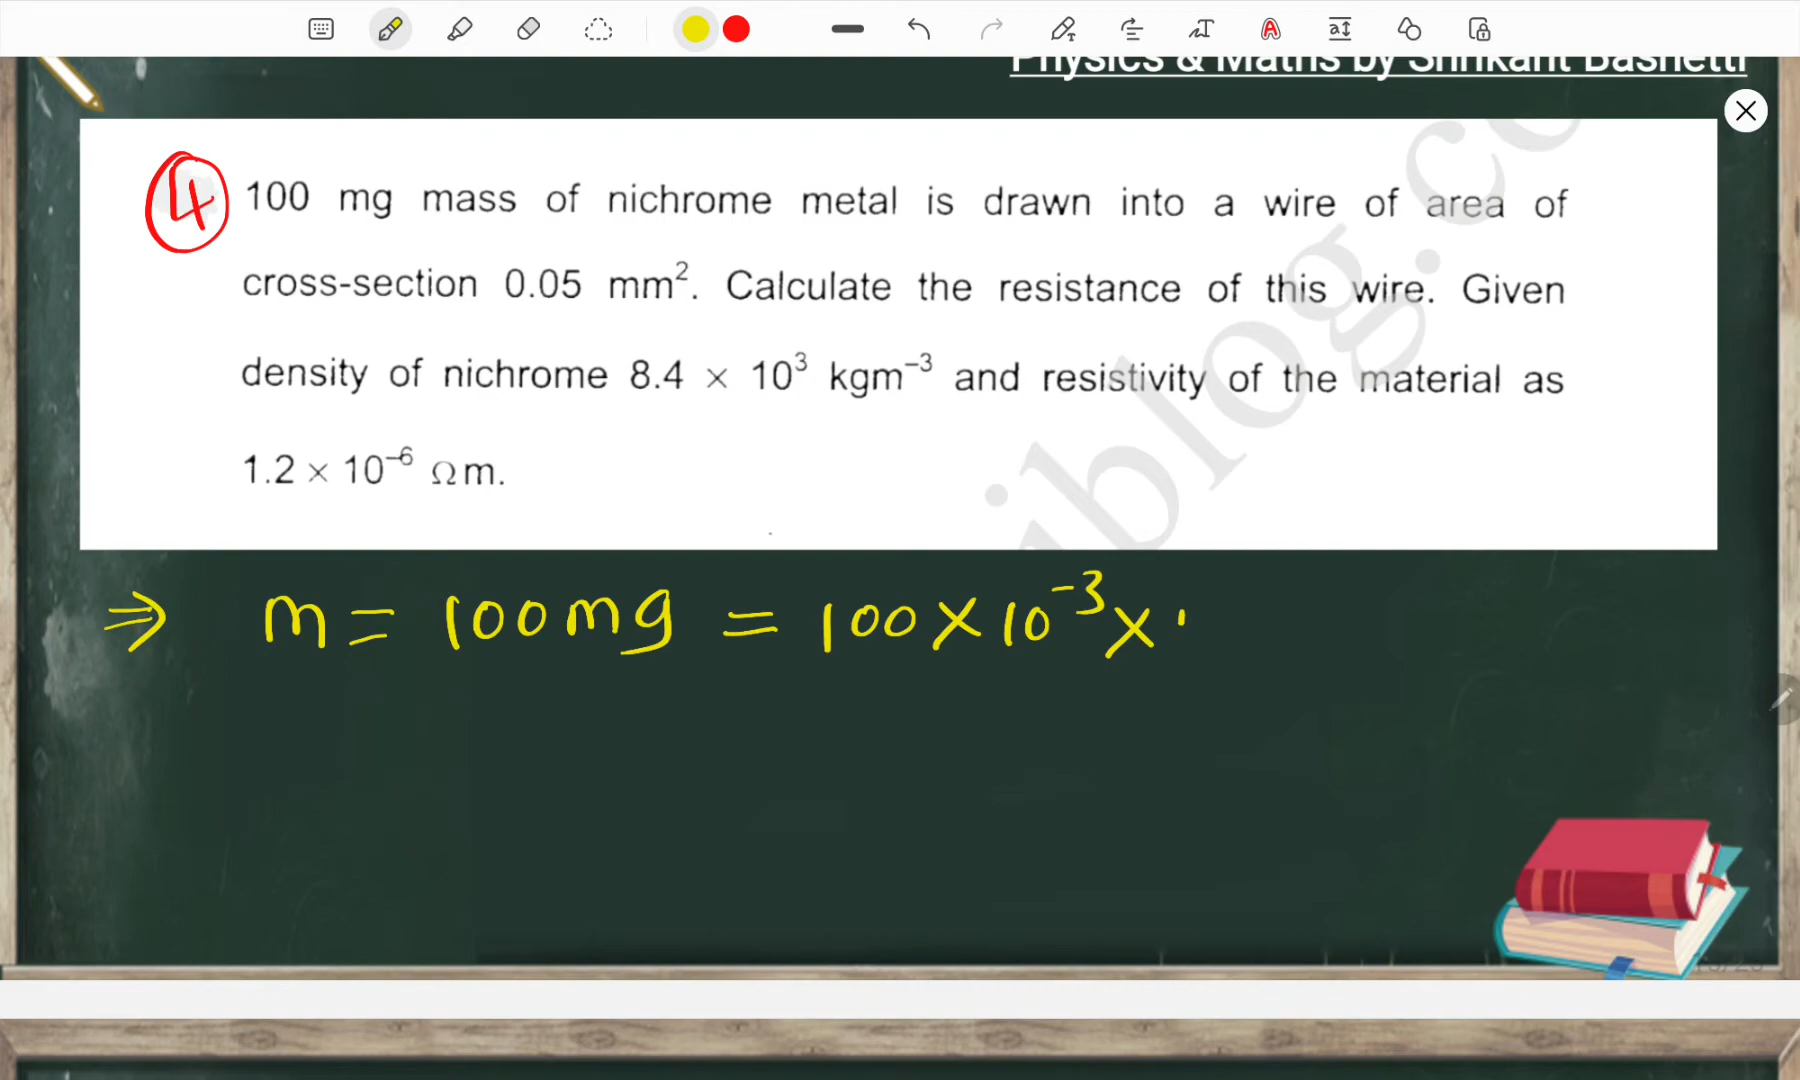 Physics & Maths by Shrikant Bashetti
4
100 mg mass of nichrome metal is drawn into a wire of area of
cross-section 0.05 mm². Calculate the resistance of this wire. Given
density of nichrome 8.4 × 10³ kgm⁻³ and resistivity of the material as
1.2 × 10⁻⁶ Ωm.
iblog.co
⇒ m = 100mg = 100×10⁻³×